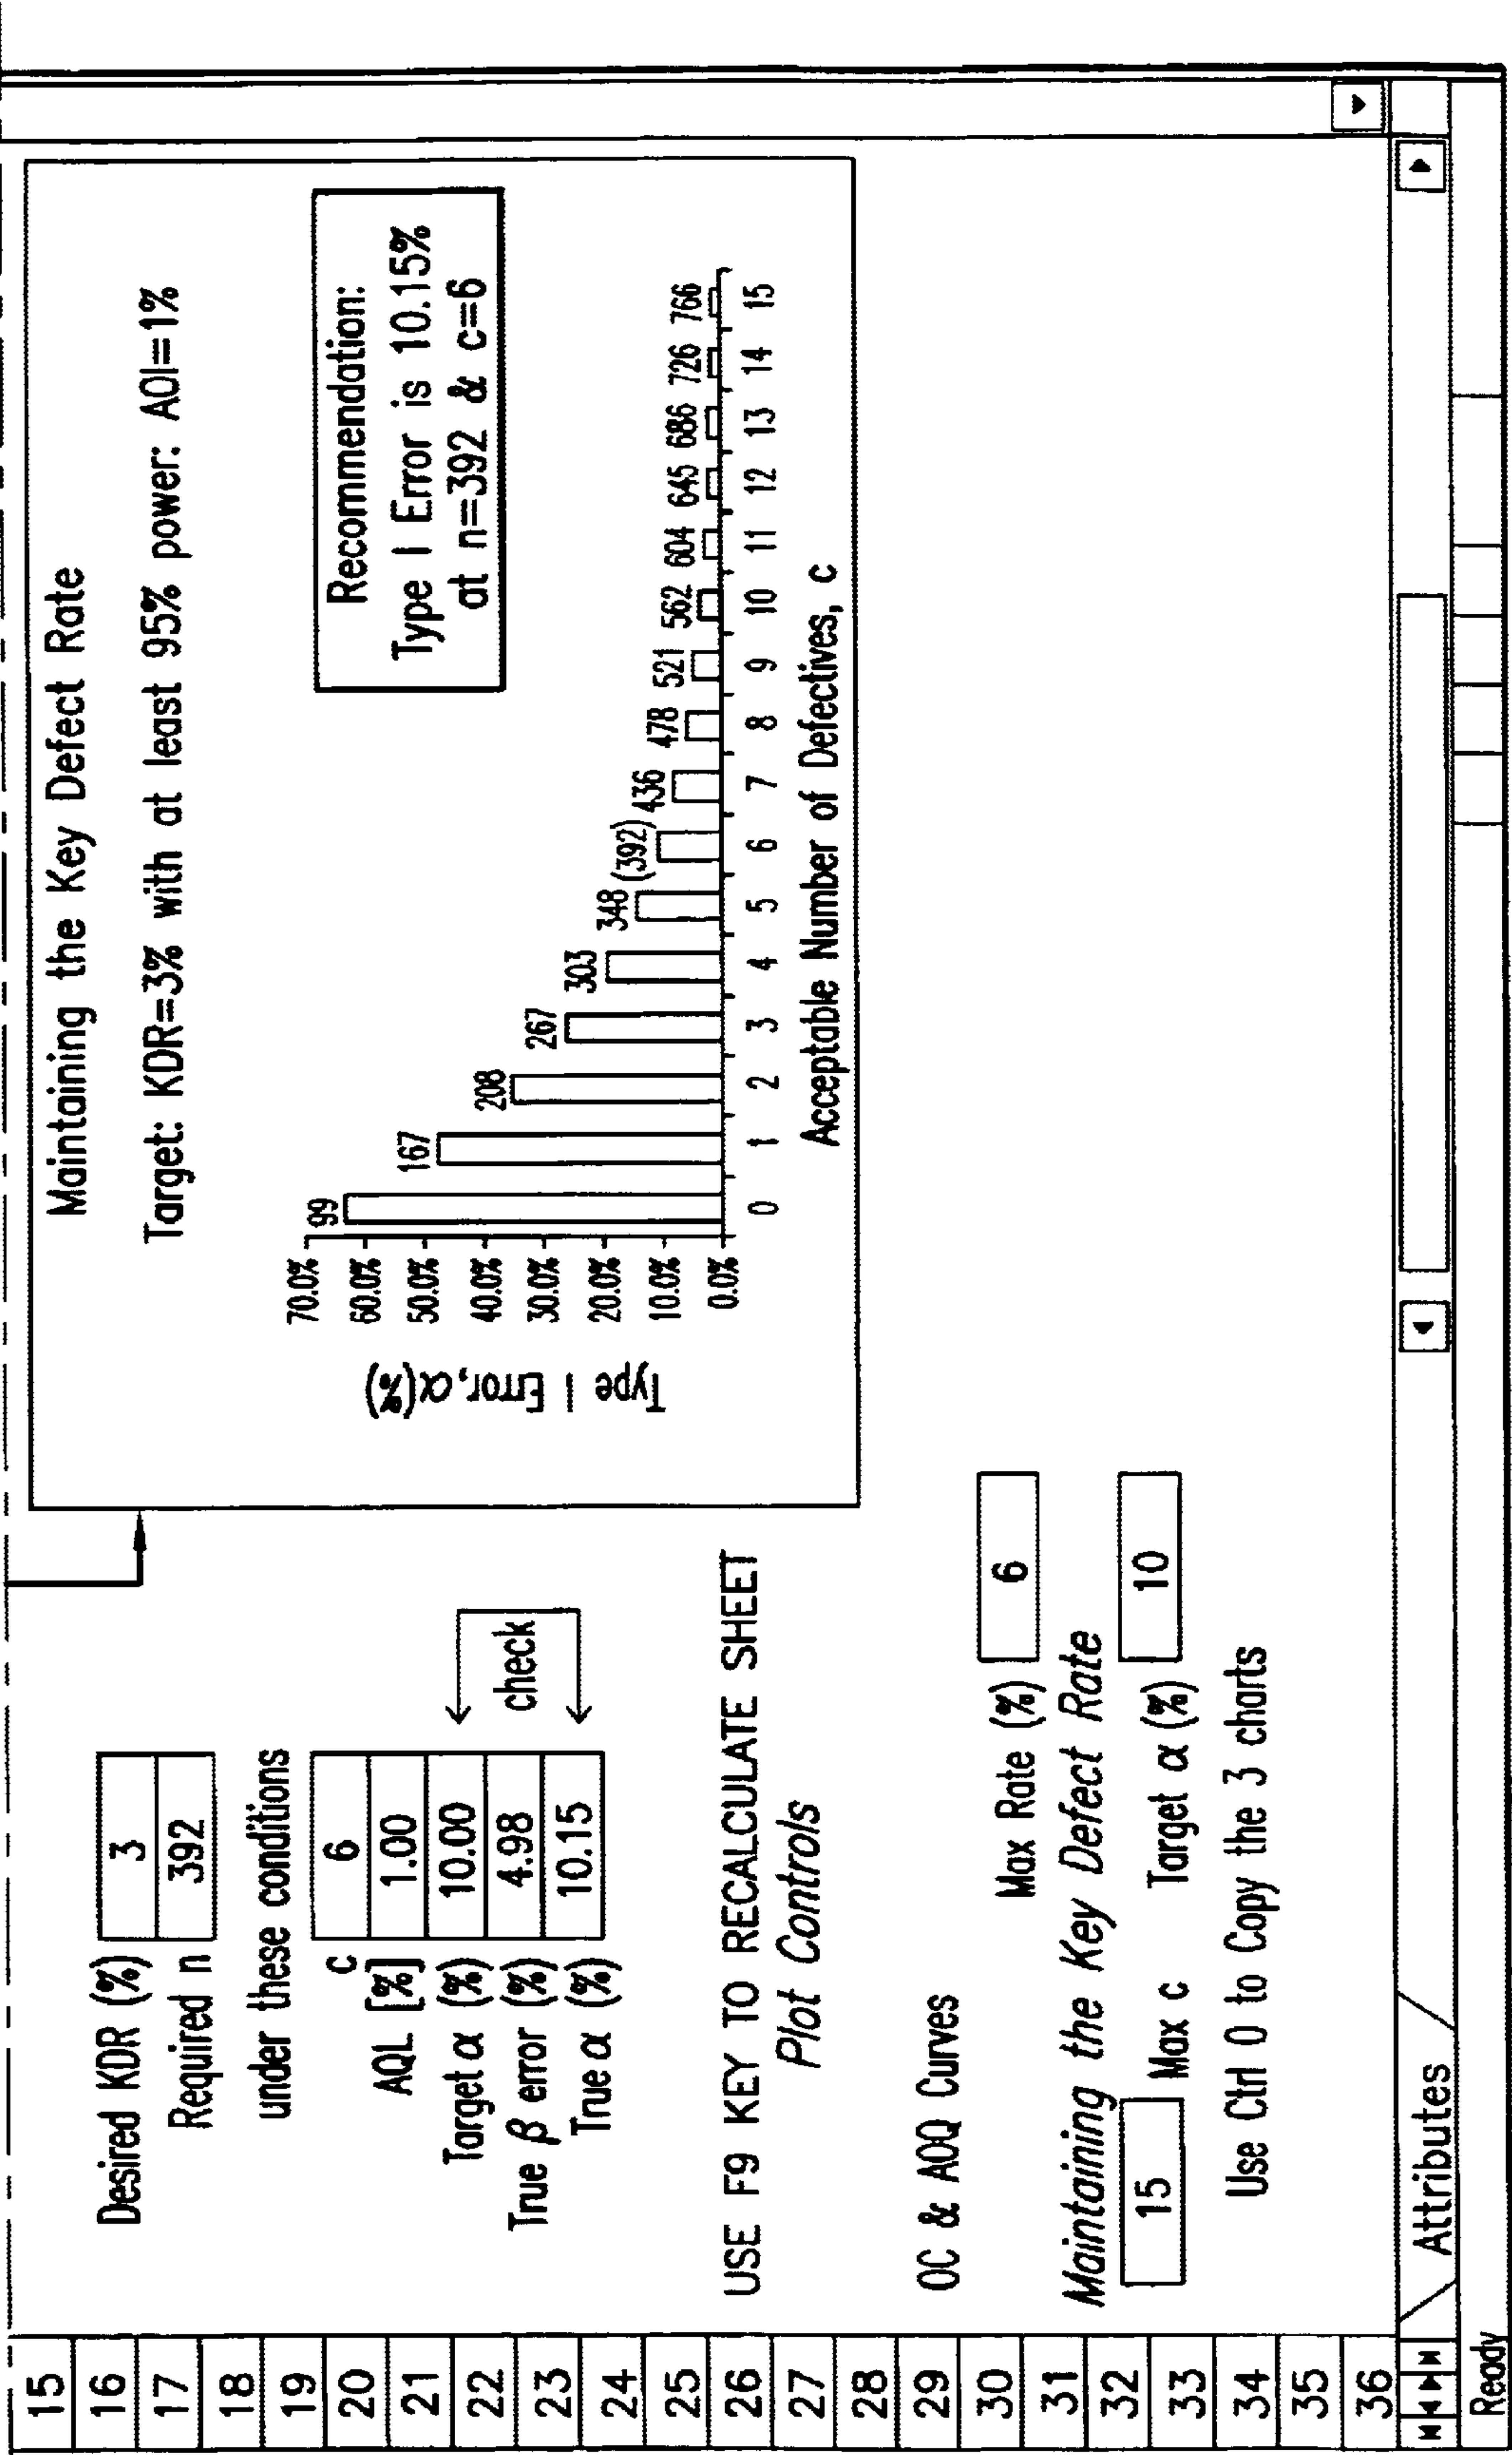 15
16
17
18
19
20
21
22
23
24
25
26
27
28
29
30
31
32
33
34
35
36
Desired KDR (%) 3
Required n 392
under these conditions
c 6
AQL [%] 1.00
Target α (%) 10.00
True β error (%) 4.98
True α (%) 10.15
check
USE F9 KEY TO RECALCULATE SHEET
Plot Controls
OC & AOQ Curves
Max Rate (%) 6
Maintaining the Key Defect Rate
15 Max c Target α (%) 10
Use Ctrl O to Copy the 3 charts
Maintaining the Key Defect Rate
Target: KDR=3% with at least 95% power: AQl=1%
Recommendation:
Type I Error is 10.15%
at n=392 & c=6
Type I Error, α(%)
70.0%
60.0%
50.0%
40.0%
30.0%
20.0%
10.0%
0.0%
99 167 208 267 303 348 (392) 436 478 521 562 604 645 686 726 766
0 1 2 3 4 5 6 7 8 9 10 11 12 13 14 15
Acceptable Number of Defectives, c
Attributes
Ready